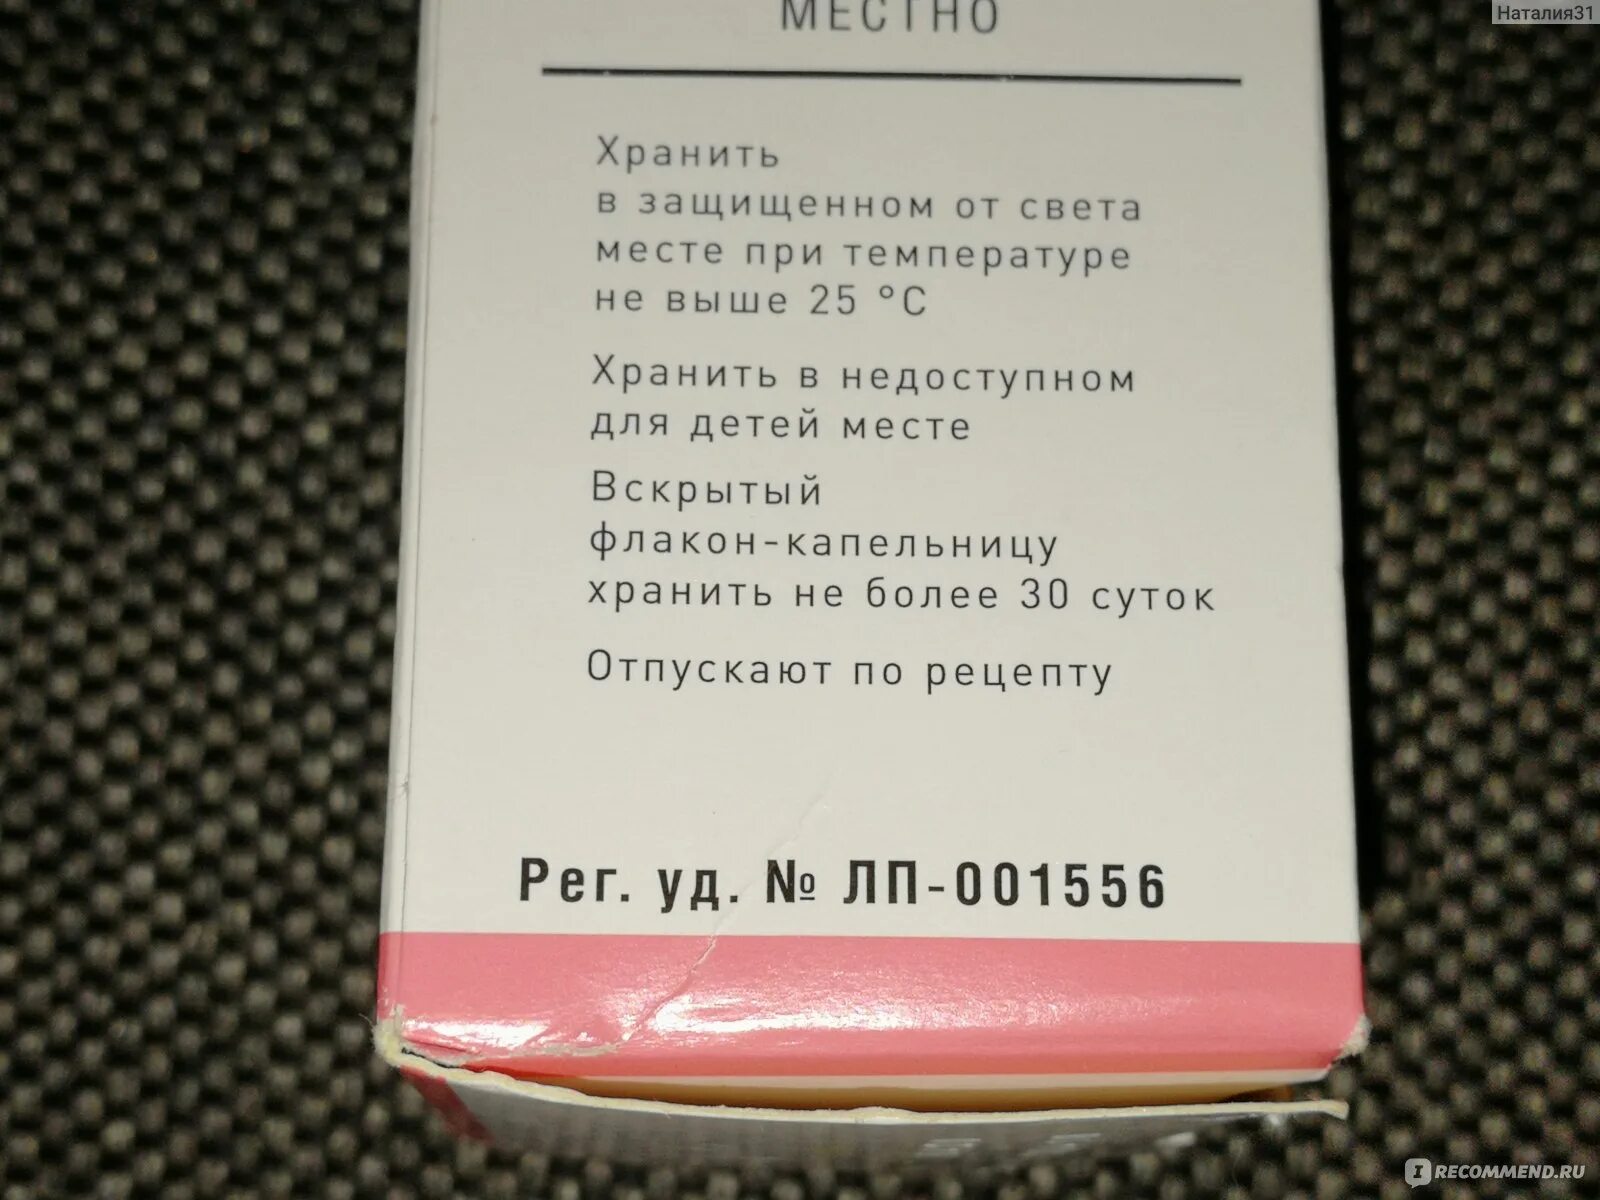 Наталия31
МЕСТНО
Хранить
в защищенном от света
месте при температуре
не выше 25 °С
Хранить в недоступном
для детей месте
Вскрытый
флакон-капельницу
хранить не более 30 суток
Отпускают по рецепту
Рег. уд. № ЛП-001556
IRECOMMEND.RU